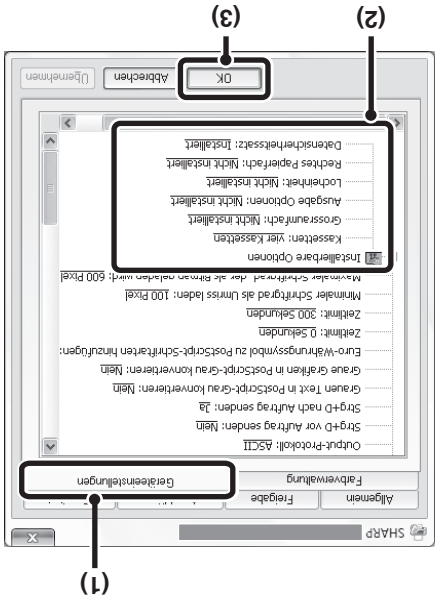 (1)
SHARP
Allgemein
Freigabe
Farbverwaltung
Geräteeinstellungen
Output-Protokoll: ASCII
Strg+D vor Auftrag senden: Nein
Strg+D nach Auftrag senden: Ja
Grauen Text in PostScript-Grau konvertieren: Nein
Graue Grafiken in PostScript-Grau konvertieren: Nein
Euro-Währungssymbol zu PostScript-Schriftarten hinzufügen:
Zeitlimit: 0 Sekunden
Zeitlimit: 300 Sekunden
Minimaler Schriftgrad als Umriss laden: 100 Pixel
Maximaler Schriftgrad, der als Bitmap geladen wird: 600 Pixel
Installierbare Optionen
Kassetten: vier Kassetten
Grossraumfach: Nicht installiert
Ausgabe Optionen: Nicht installiert
Locheinheit: Nicht installiert
Rechtes Papierfach: Nicht installiert
Datensicherheitssatz: Installiert
OK
Abbrechen
Übernehmen
(2)
(3)